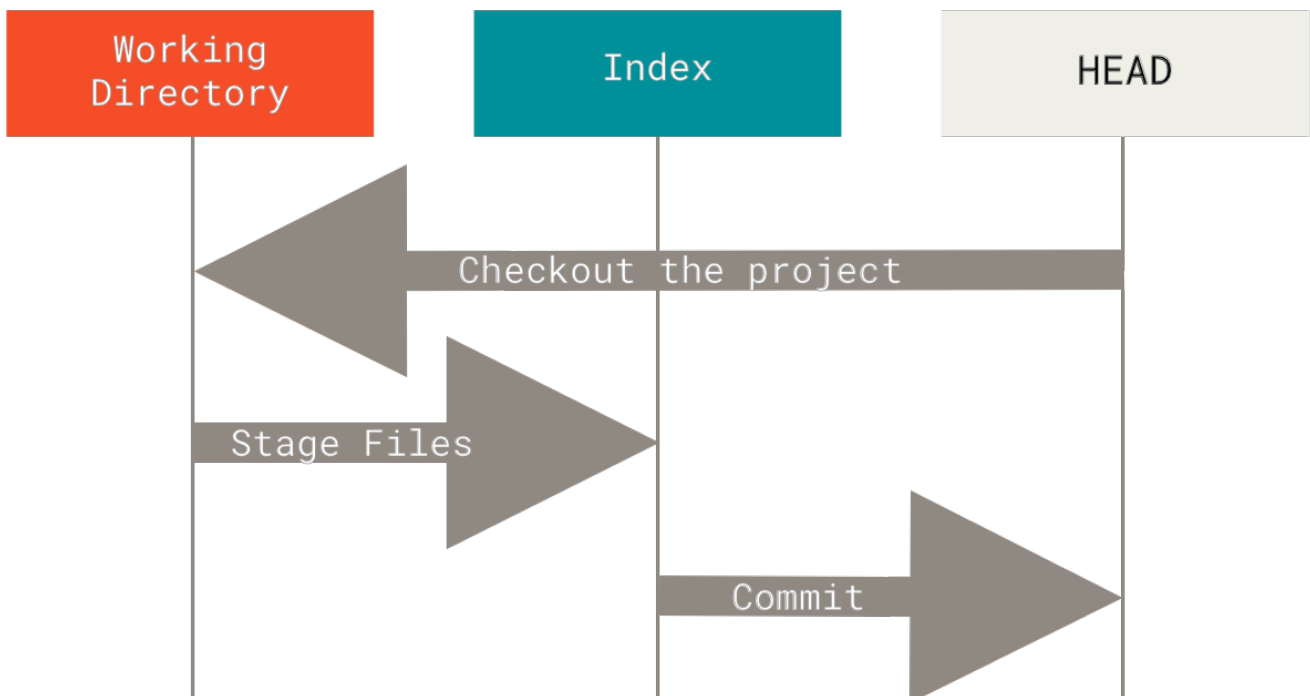 Working
Directory
Index
HEAD
Checkout the project
Stage Files
Commit